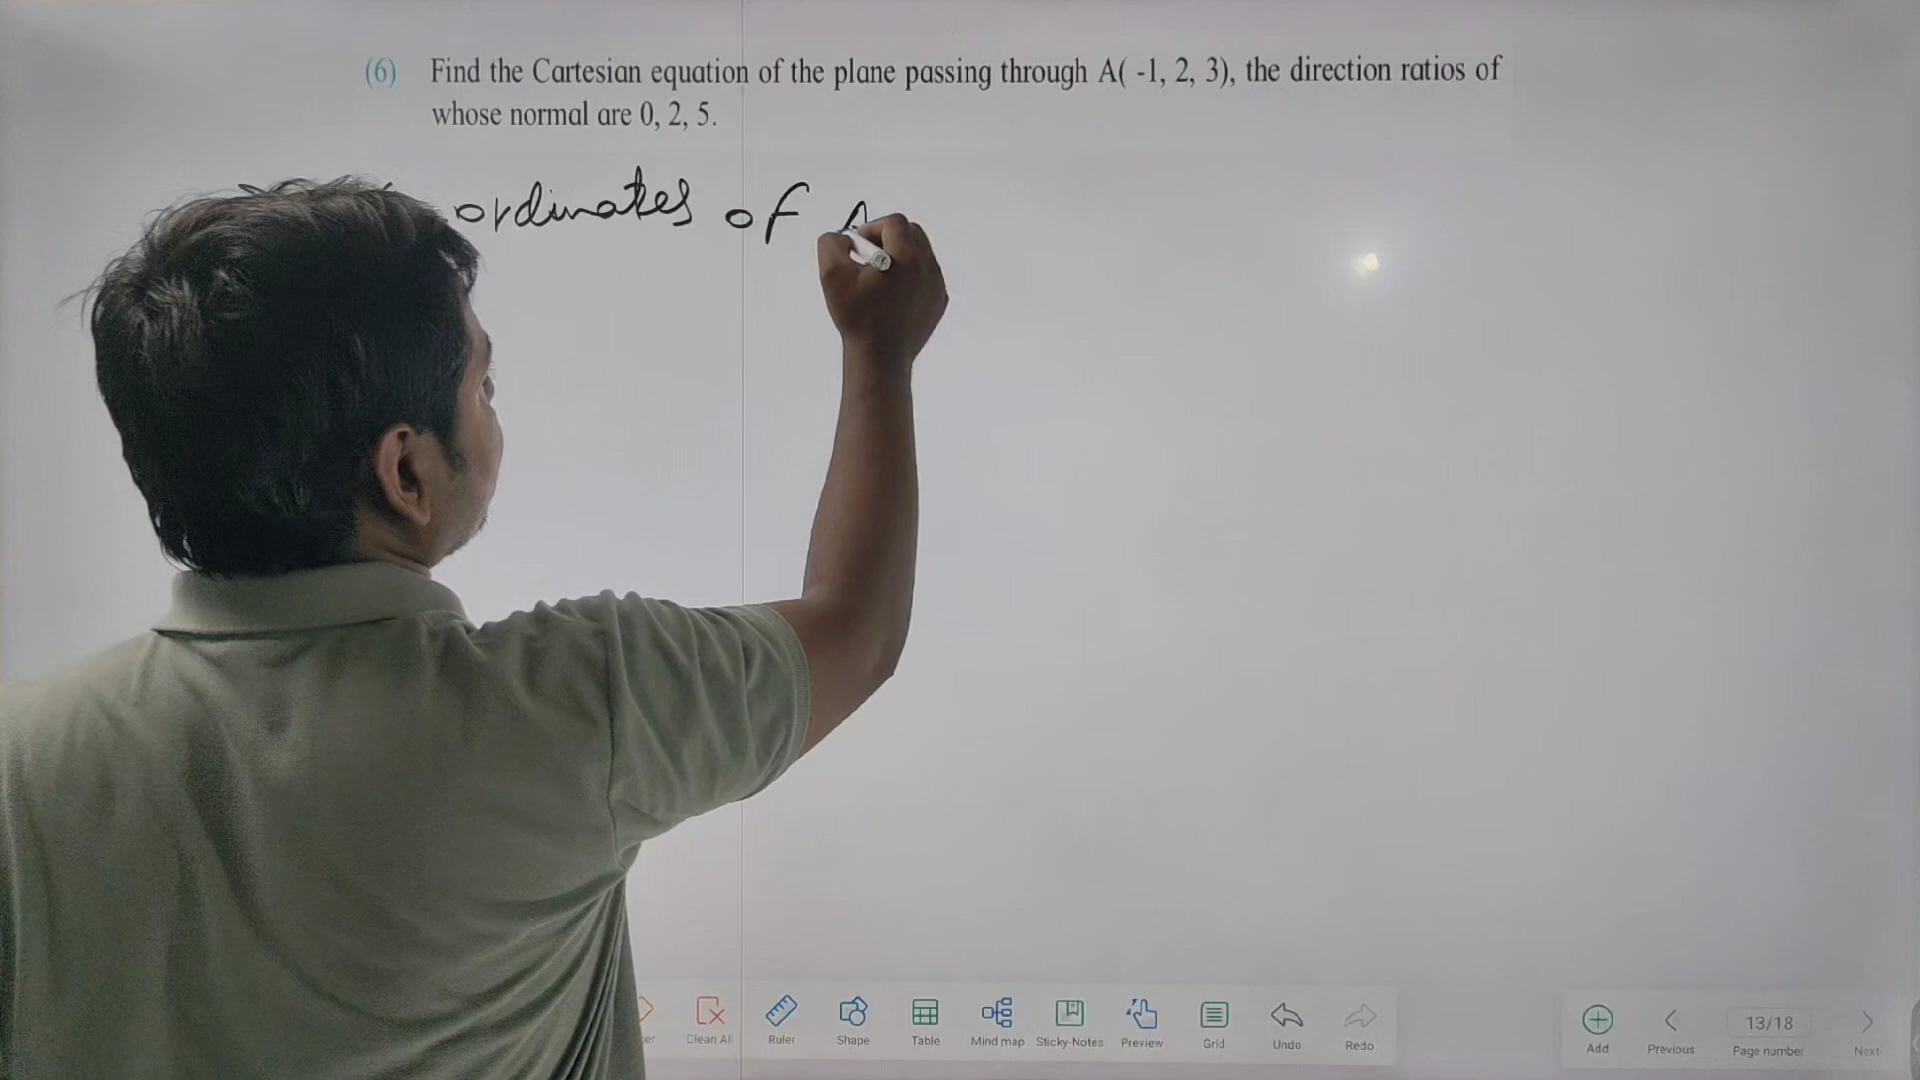 (6) Find the Cartesian equation of the plane passing through A( -1, 2, 3), the direction ratios of
whose normal are 0, 2, 5.
ordinates of A
er
Clean All
Ruler
Shape
Table
Mind map
Sticky-Notes
Preview
Grid
Undo
Redo
Add
Previous
13/18
Page number
Next